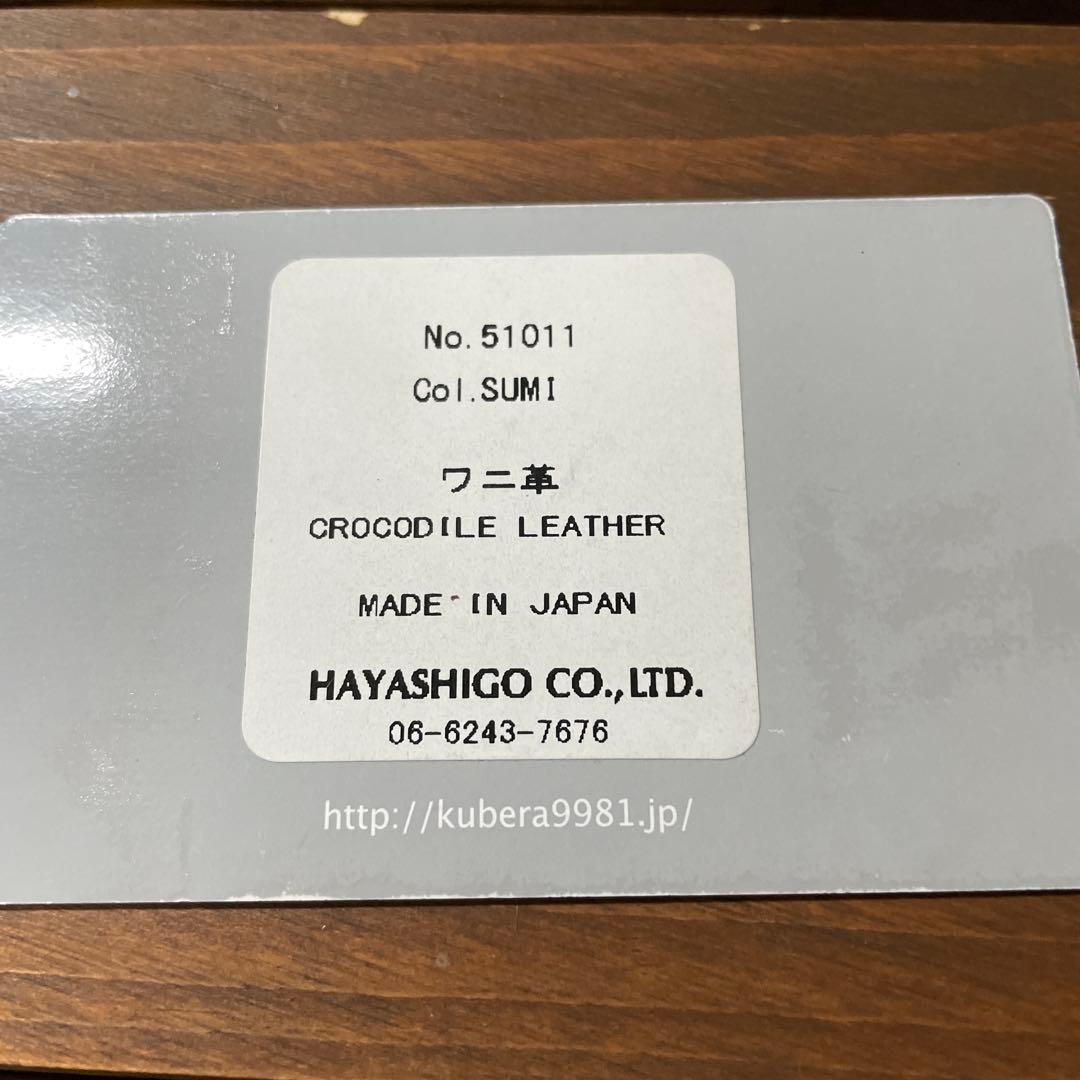 No. 51011
Col.SUMI
ワニ革
CROCODILE LEATHER
MADE IN JAPAN
HAYASHIGO CO.,LTD.
06-6243-7676
http://kubera9981.jp/